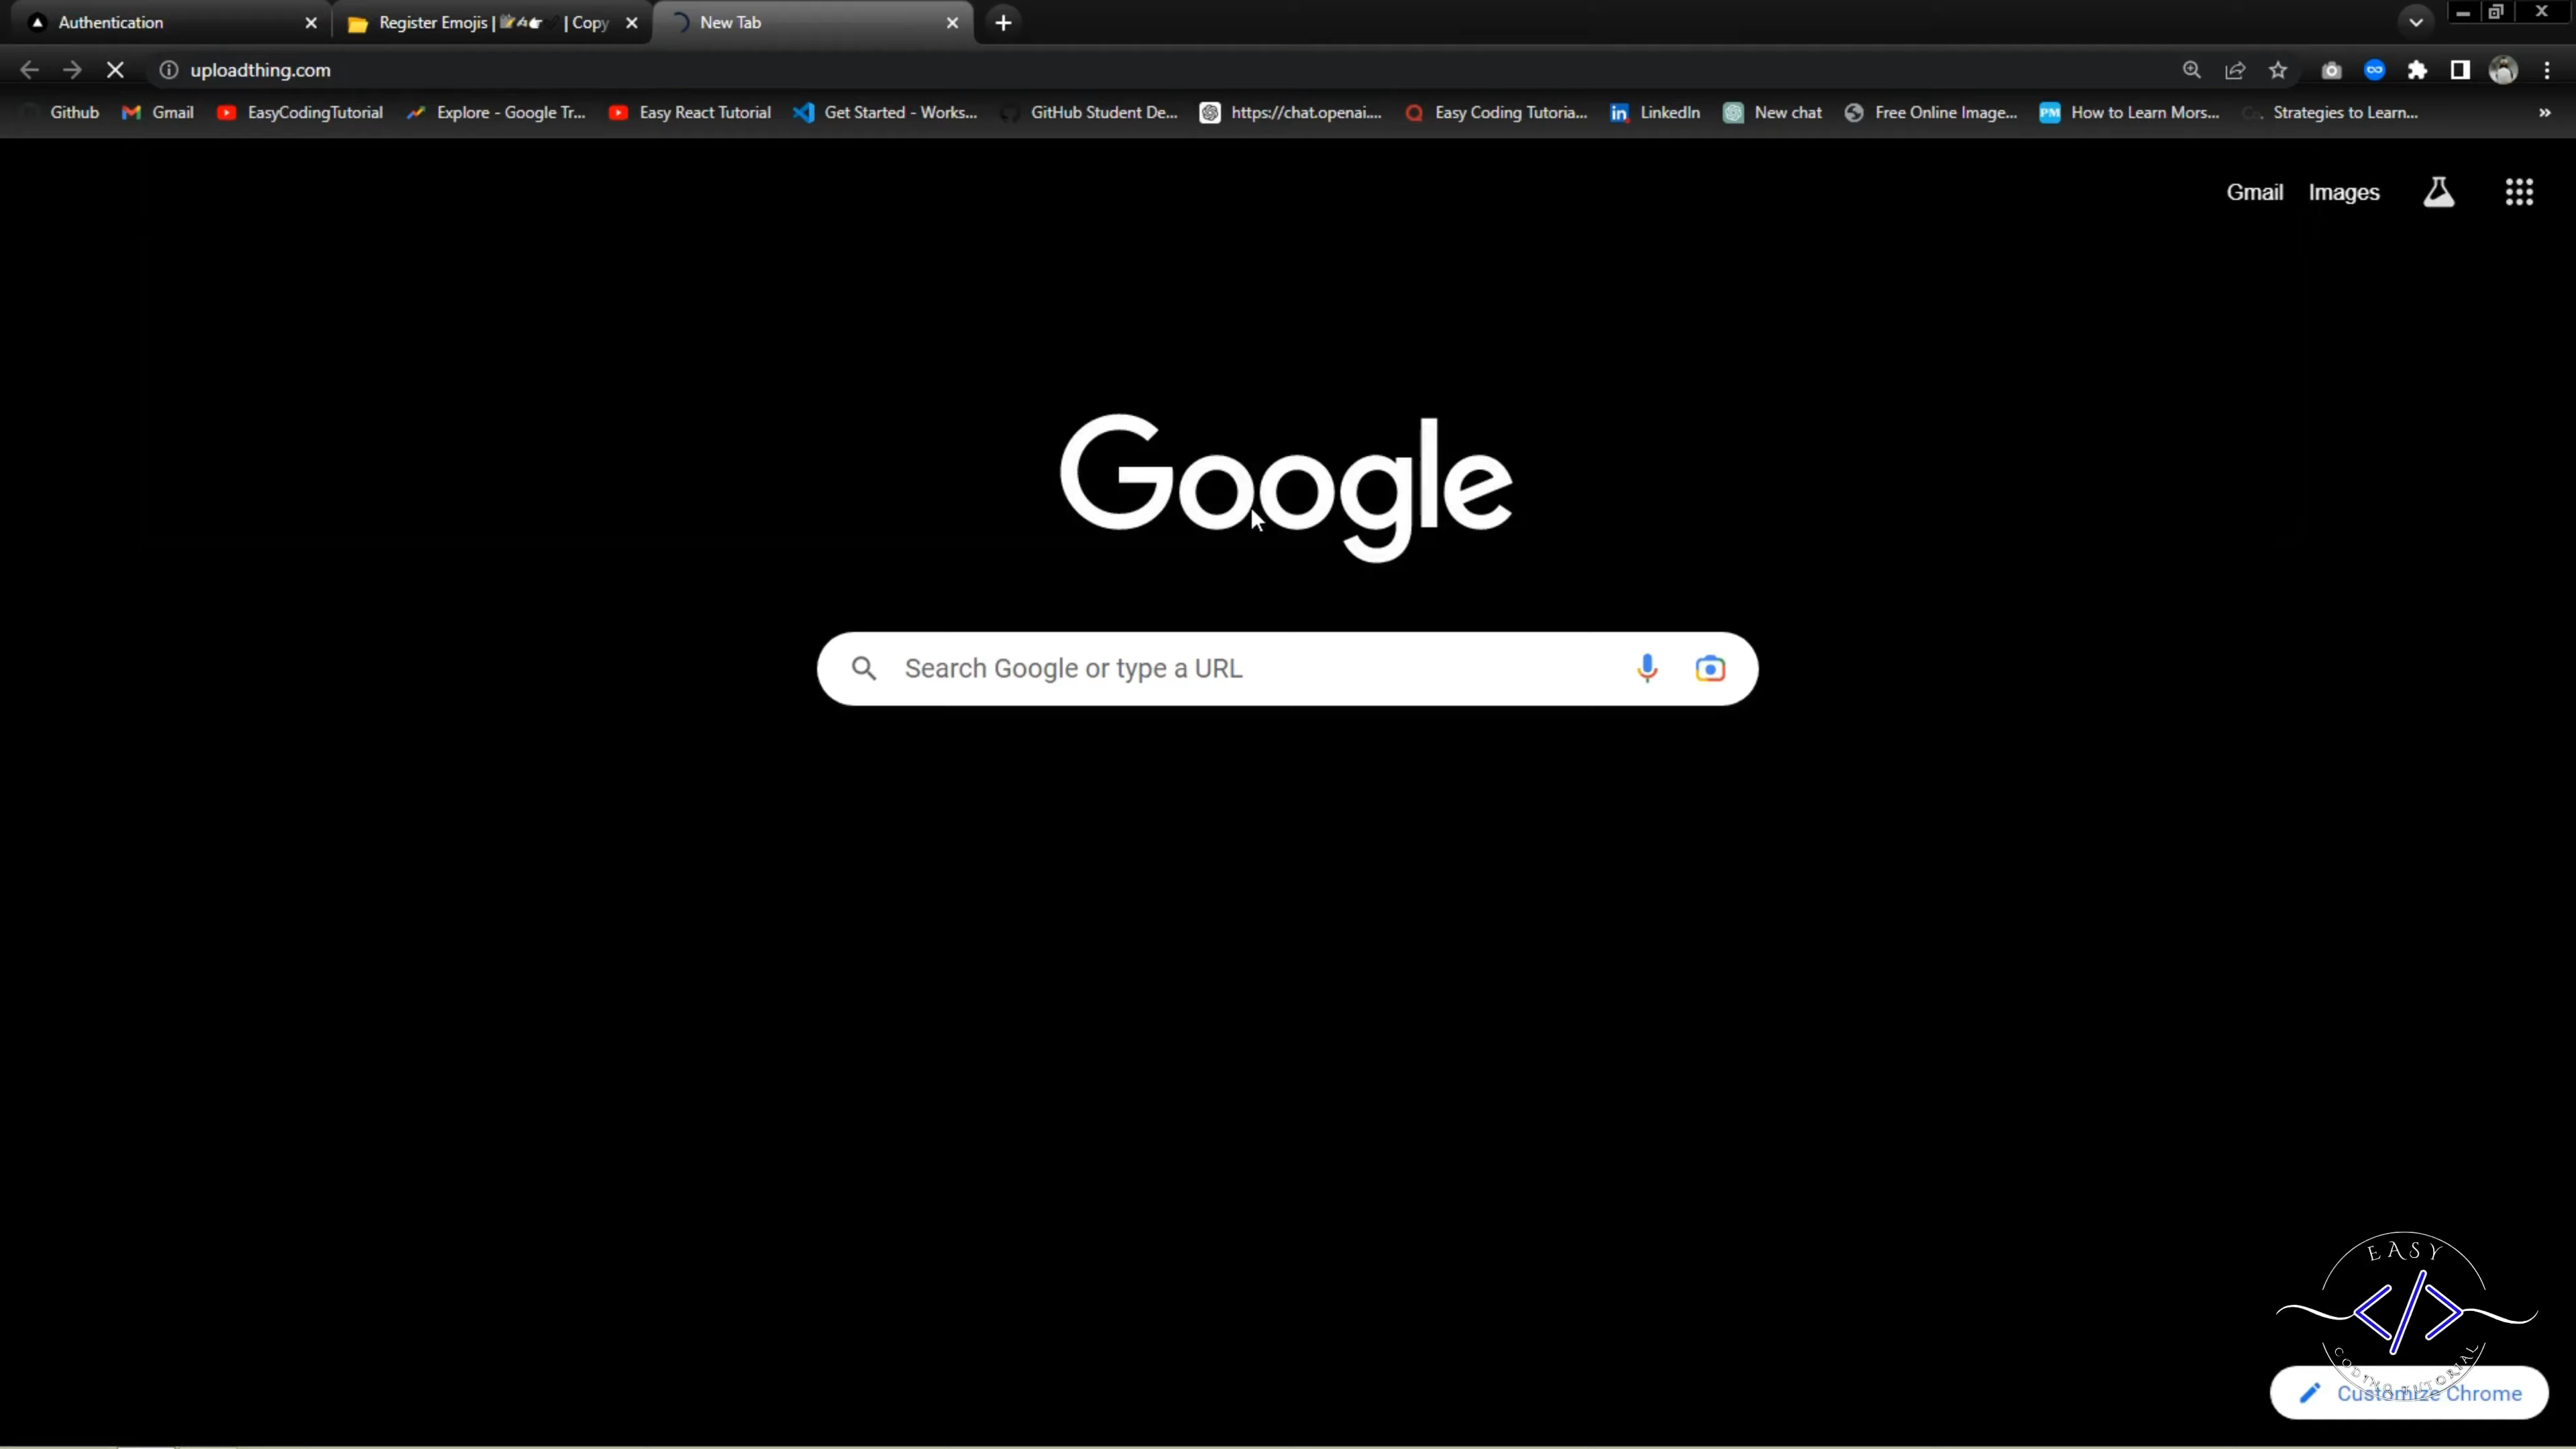 Authentication
Register Emojis | 📝✍👉✅ | Copy
New Tab
uploadthing.com
Github
Gmail
EasyCodingTutorial
Explore - Google Tr...
Easy React Tutorial
Get Started - Works...
GitHub Student De...
https://chat.openai....
Easy Coding Tutoria...
LinkedIn
New chat
Free Online Image...
How to Learn Mors...
Strategies to Learn...
Gmail
Images
Google
Search Google or type a URL
EASY
</>
CODING TUTORIAL
Customize Chrome